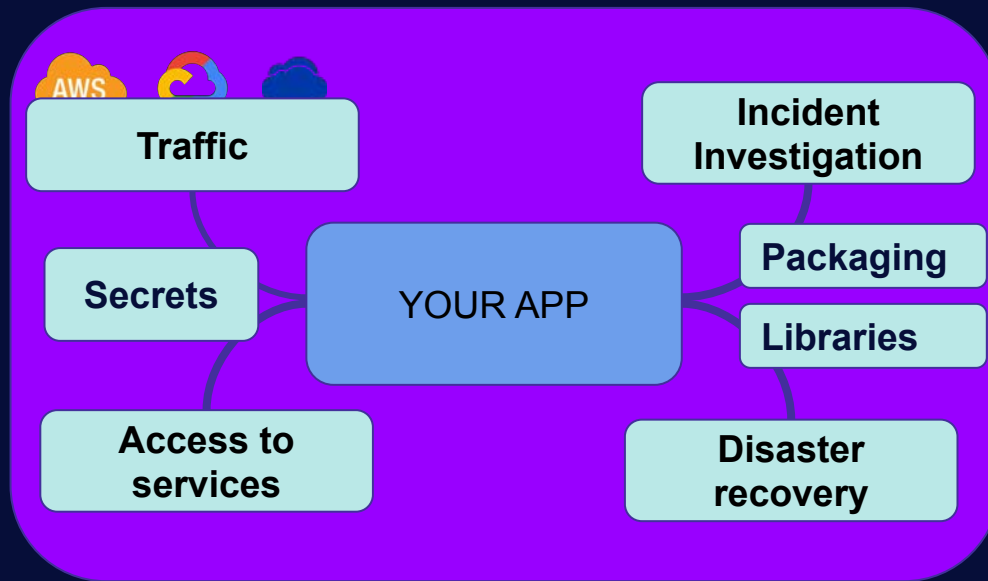 AWS
Traffic
Secrets
Access to
services
YOUR APP
Incident
Investigation
Packaging
Libraries
Disaster
recovery